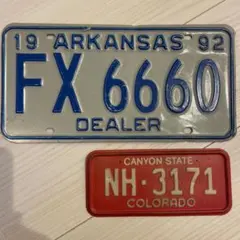 19 ARKANSAS 92
FX 6660
DEALER
CANYON STATE
NH·3171
COLORADO